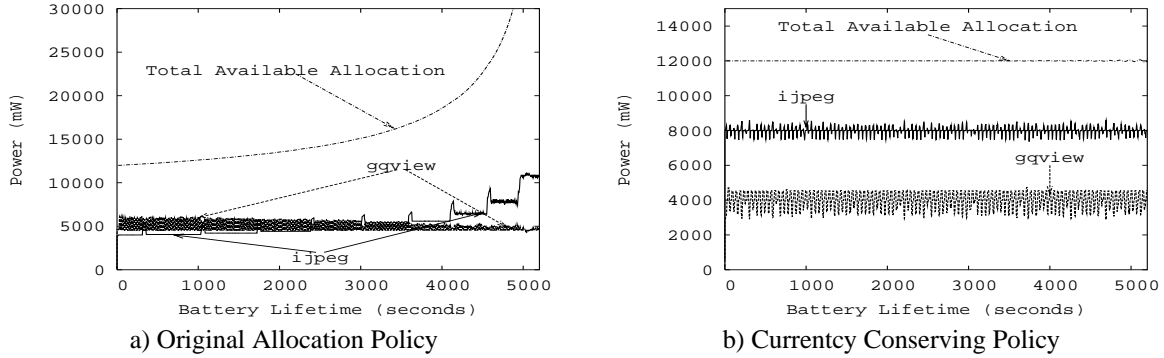 30000
25000
20000
15000
10000
5000
0
Power (mW)
Total Available Allocation
gqview
ijpeg
0 1000 2000 3000 4000 5000
Battery Lifetime (seconds)
a) Original Allocation Policy
14000
12000
10000
8000
6000
4000
2000
0
Power (mW)
Total Available Allocation
ijpeg
gqview
0 1000 2000 3000 4000 5000
Battery Lifetime (seconds)
b) Currentcy Conserving Policy